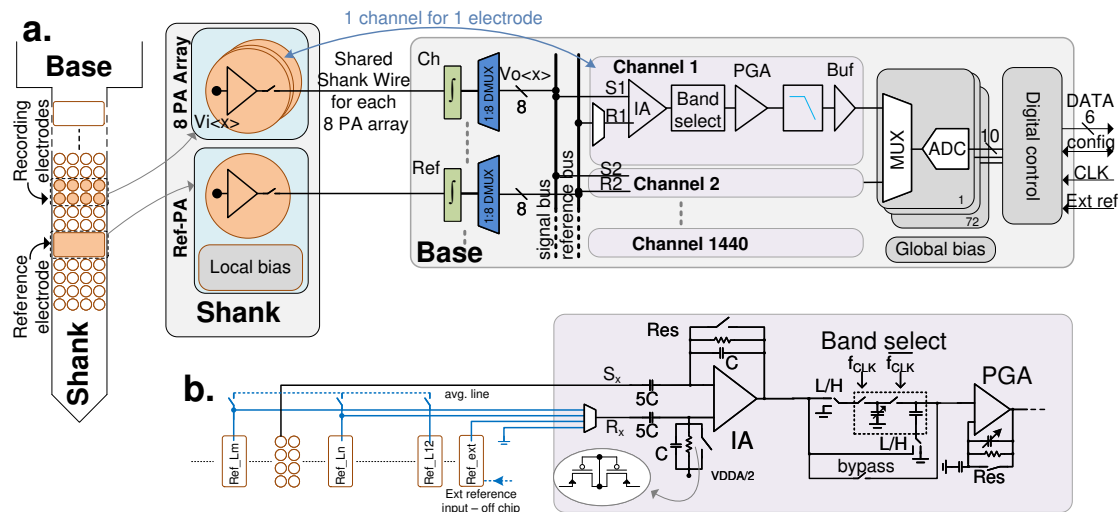 a.
Base
Recording
electrodes
Reference
electrode
Shank
8 PA Array
Vi<x>
Ref-PA
Local bias
Shank
1 channel for 1 electrode
Shared
Shank Wire
for each
8 PA array
Ch
∫
1:8 DMUX
Vo<x>
8
Ref
∫
1:8 DMUX
8
Base
signal bus
reference bus
Channel 1
S1
R1
IA
Band
select
PGA
Buf
S2
R2
Channel 2
Channel 1440
MUX
ADC
10
1
72
Global bias
Digital control
DATA
6
config
CLK
Ext ref
b.
avg. line
Ref_Lm
Ref_Ln
Ref_L12
Ref_ext
Ext reference
input – off chip
Sx
Rx
5C
5C
Res
C
IA
C
VDDA/2
Band select
fCLK
fCLK
L/H
L/H
bypass
PGA
Res